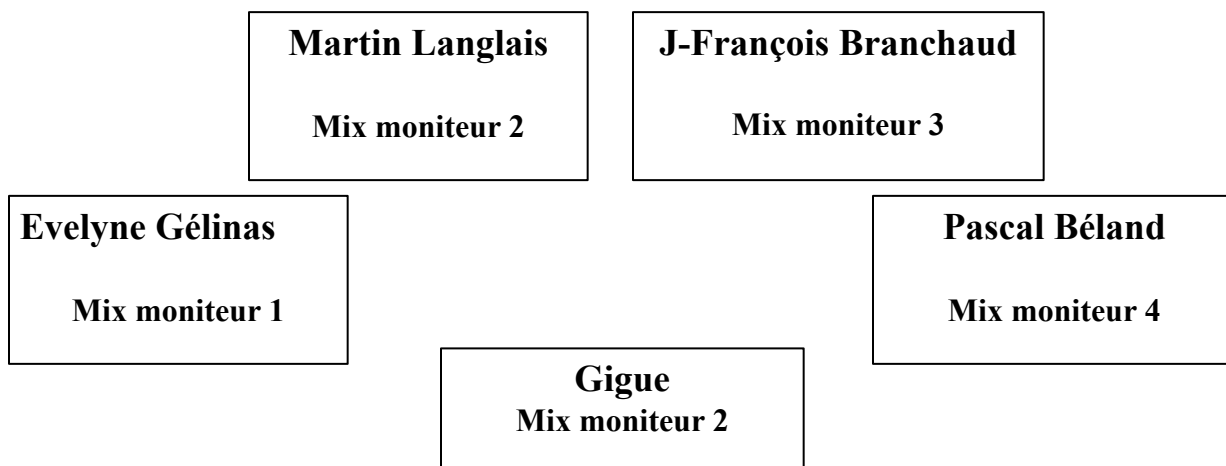 Martin Langlais
Mix moniteur 2
J-François Branchaud
Mix moniteur 3
Evelyne Gélinas
Mix moniteur 1
Pascal Béland
Mix moniteur 4
Gigue
Mix moniteur 2